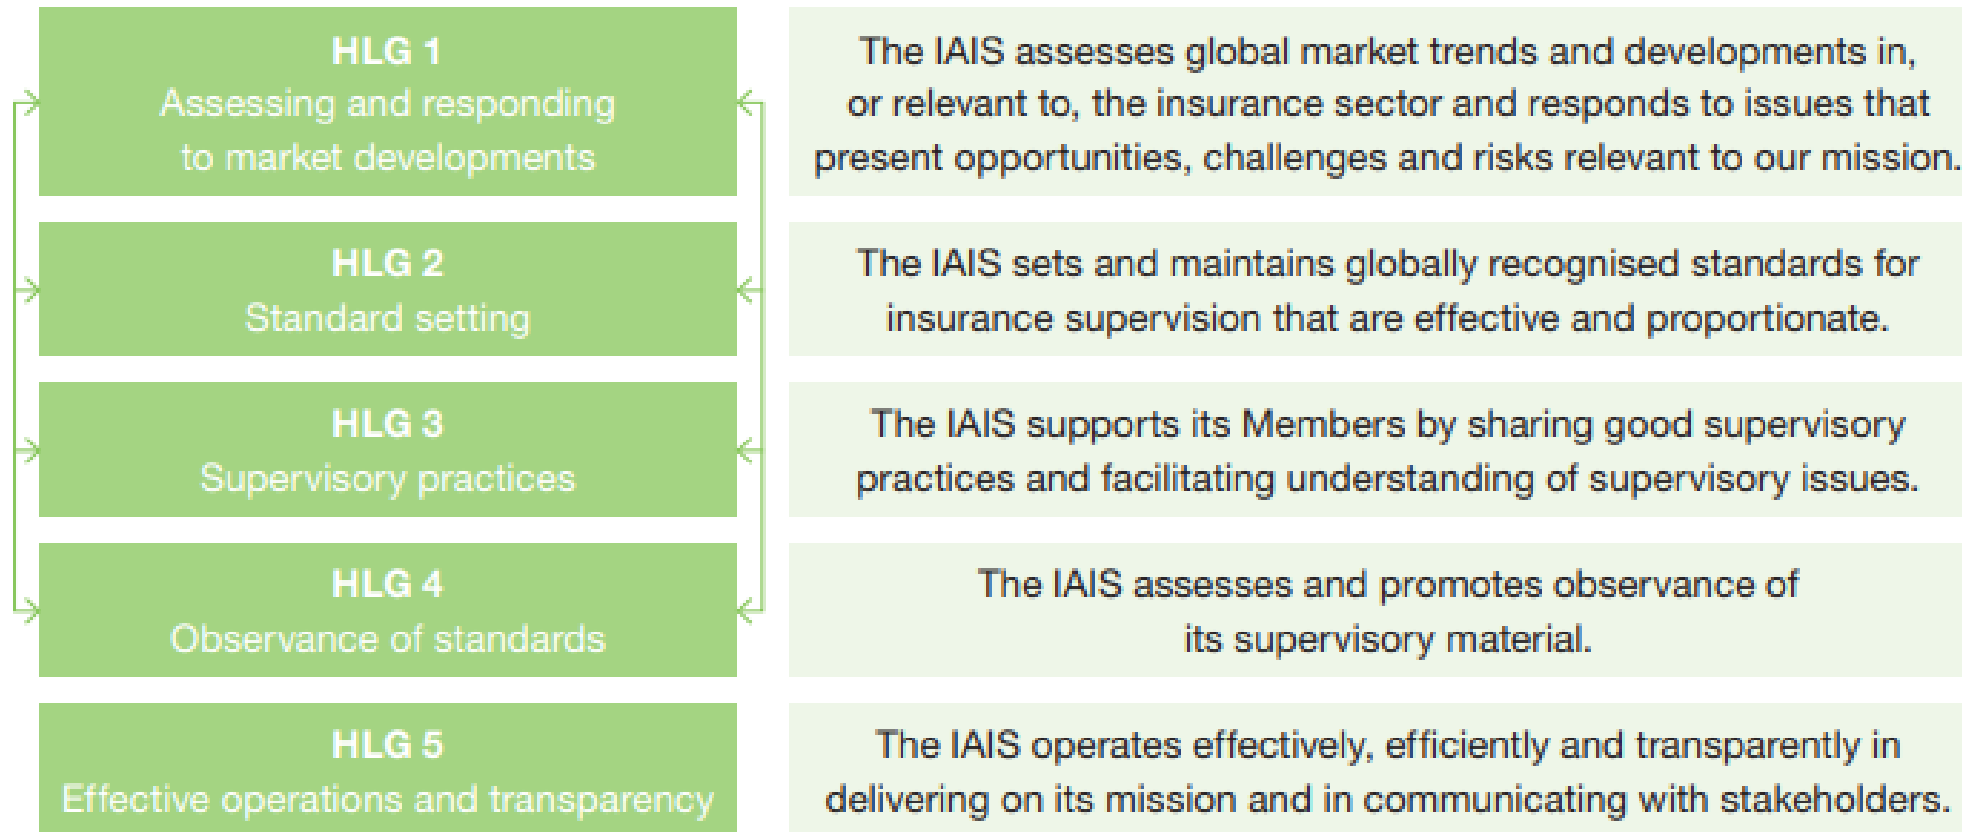 HLG 1
Assessing and responding
to market developments
The IAIS assesses global market trends and developments in,
or relevant to, the insurance sector and responds to issues that
present opportunities, challenges and risks relevant to our mission.
HLG 2
Standard setting
The IAIS sets and maintains globally recognised standards for
insurance supervision that are effective and proportionate.
HLG 3
Supervisory practices
The IAIS supports its Members by sharing good supervisory
practices and facilitating understanding of supervisory issues.
HLG 4
Observance of standards
The IAIS assesses and promotes observance of
its supervisory material.
HLG 5
Effective operations and transparency
The IAIS operates effectively, efficiently and transparently in
delivering on its mission and in communicating with stakeholders.